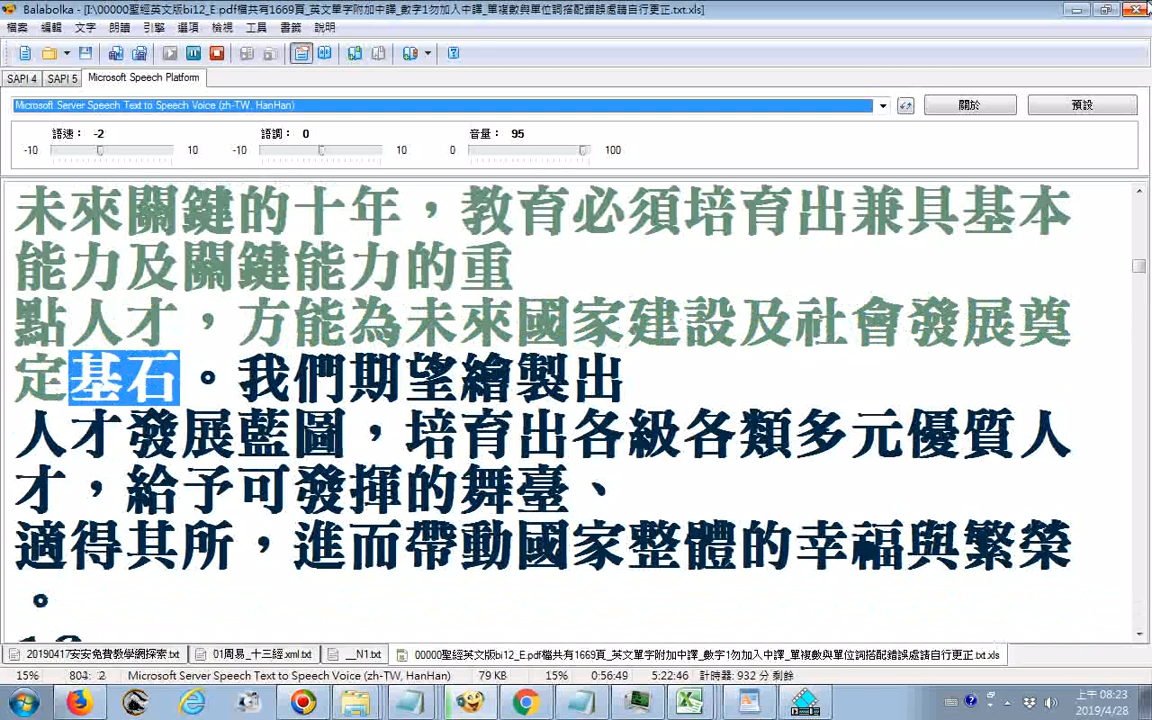 Balabolka - [I:\00000聖經英文版bi12_E.pdf檔共有1669頁_英文單字附加中譯_數字1勿加入中譯_單複數與單位詞搭配錯誤處請自行更正.txt.xls]
檔案 編輯 文字 朗讀 引擎 選項 檢視 工具 書籤 說明
SAPI 4 SAPI 5 Microsoft Speech Platform
Microsoft Server Speech Text to Speech Voice (zh-TW, HanHan)
關於 預設
語速： -2 語調： 0 音量： 95
-10 10 -10 10 0 100
未來關鍵的十年，教育必須培育出兼具基本
能力及關鍵能力的重
點人才，方能為未來國家建設及社會發展奠
定基石。我們期望繪製出
人才發展藍圖，培育出各級各類多元優質人
才，給予可發揮的舞臺、
適得其所，進而帶動國家整體的幸福與繁榮
。
20190417安安免費教學網探索.txt 01周易_十三經.xml.txt __N1.txt 00000聖經英文版bi12_E.pdf檔共有1669頁_英文單字附加中譯_數字1勿加入中譯_單複數與單位詞搭配錯誤處請自行更正.txt.xls
15% 804: 2 Microsoft Server Speech Text to Speech Voice (zh-TW, HanHan) 79 KB 15% 0:56:49 5:22:46 計時器: 932 分 剩餘
上午 08:23
2019/4/28